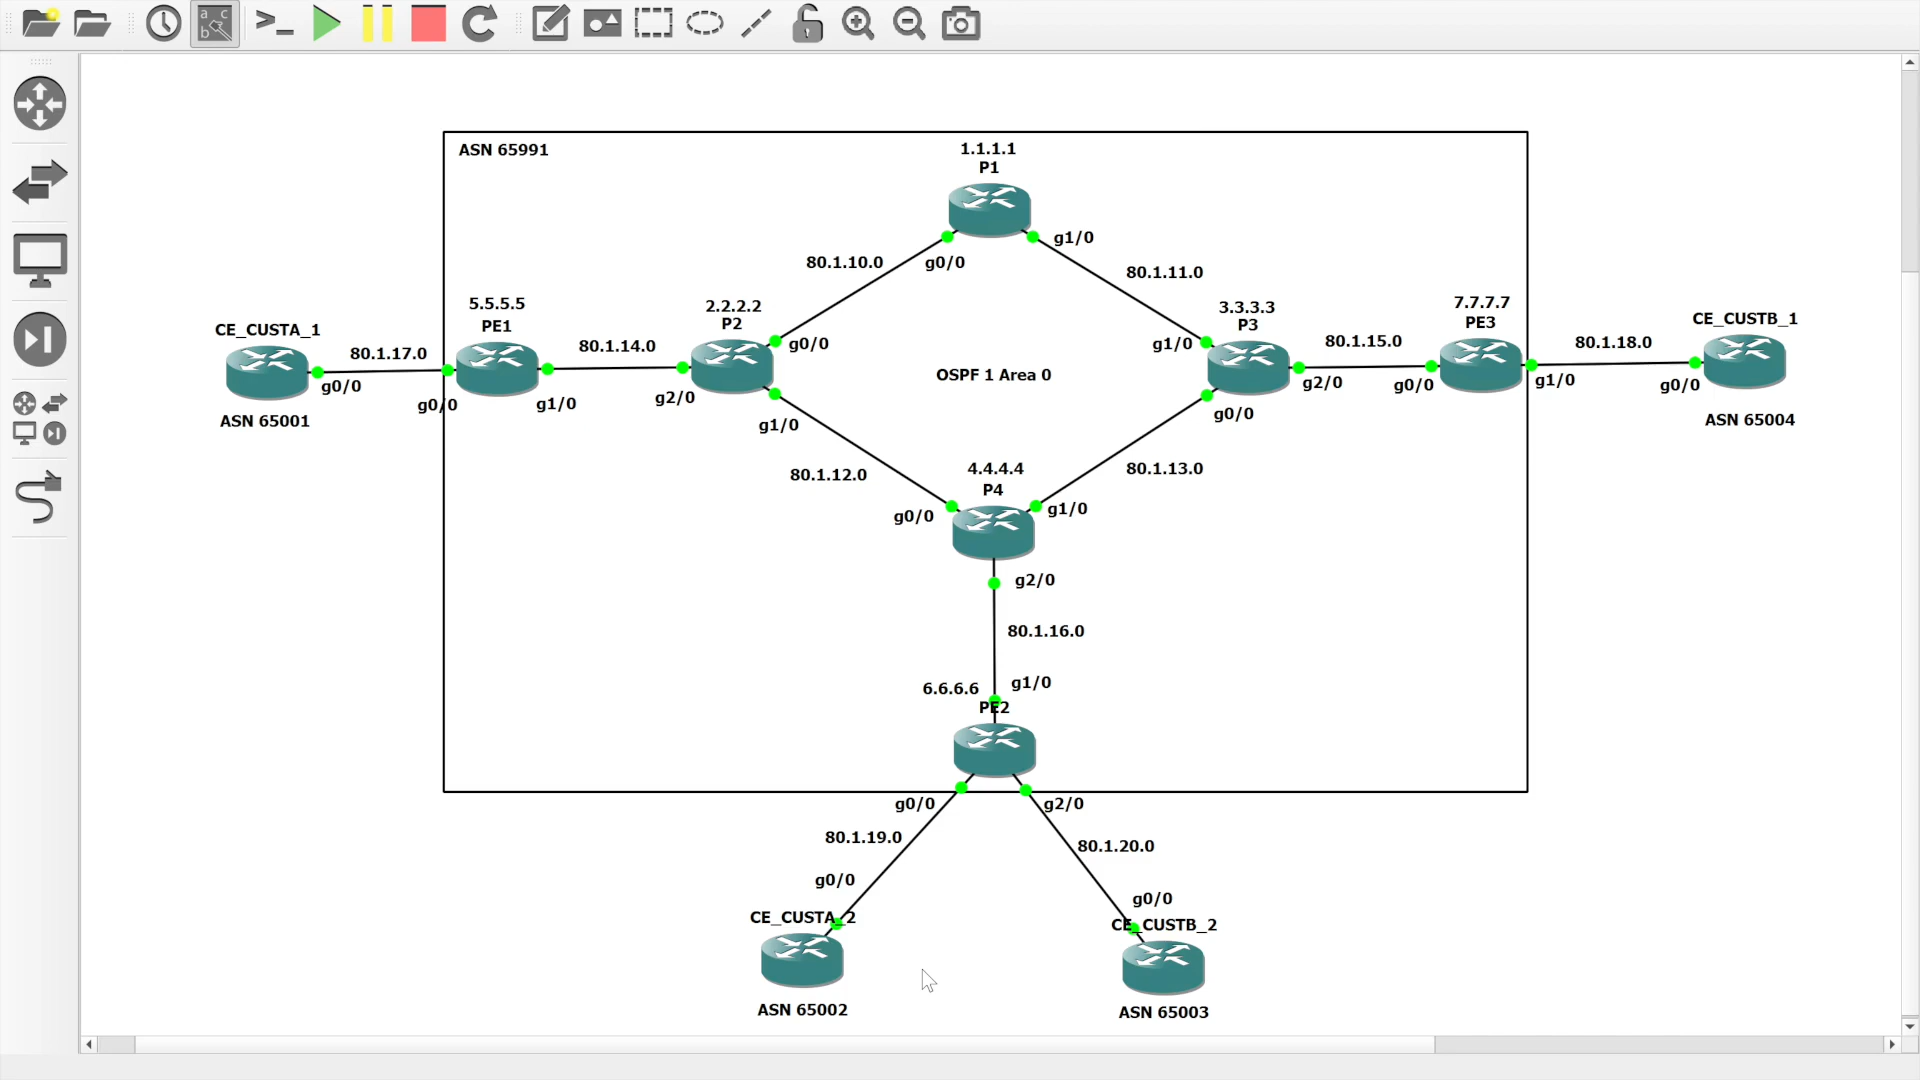 ASN 65991
1.1.1.1
P1
g1/0
80.1.10.0
g0/0
80.1.11.0
5.5.5.5
PE1
2.2.2.2
P2
3.3.3.3
P3
7.7.7.7
PE3
CE_CUSTA_1
CE_CUSTB_1
80.1.17.0
80.1.14.0
g0/0
g1/0
80.1.15.0
80.1.18.0
g0/0
g0/0
g1/0
g2/0
OSPF 1 Area 0
g2/0
g0/0
g1/0
g0/0
ASN 65001
g1/0
g0/0
ASN 65004
80.1.12.0
4.4.4.4
P4
80.1.13.0
g0/0
g1/0
g2/0
80.1.16.0
6.6.6.6
g1/0
PE2
g0/0
g2/0
80.1.19.0
80.1.20.0
g0/0
g0/0
CE_CUSTA_2
CE_CUSTB_2
ASN 65002
ASN 65003